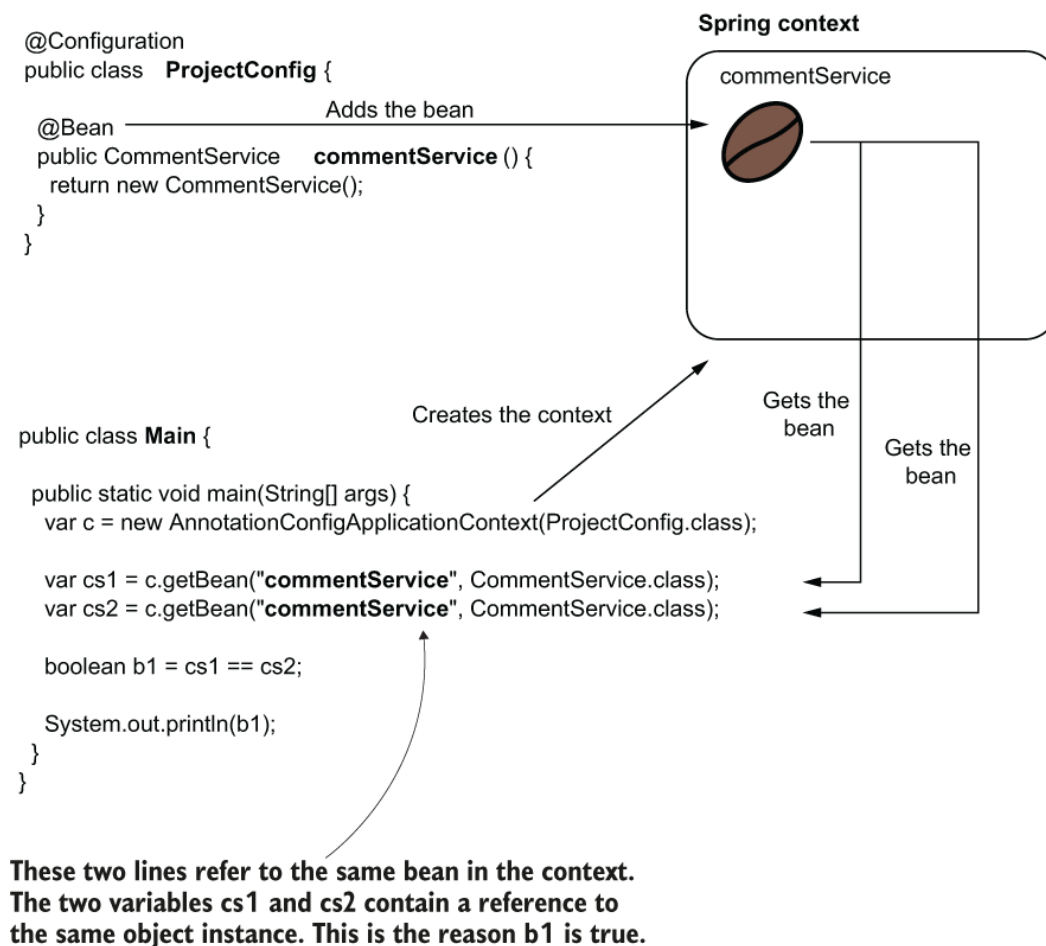 Spring context
@Configuration
public class ProjectConfig {
commentService
Adds the bean
@Bean
public CommentService commentService () {
return new CommentService();
}
}
Creates the context
Gets the
bean
Gets the
bean
public class Main {
public static void main(String[] args) {
var c = new AnnotationConfigApplicationContext(ProjectConfig.class);
var cs1 = c.getBean("commentService", CommentService.class);
var cs2 = c.getBean("commentService", CommentService.class);
boolean b1 = cs1 == cs2;
System.out.println(b1);
}
}
These two lines refer to the same bean in the context.
The two variables cs1 and cs2 contain a reference to
the same object instance. This is the reason b1 is true.